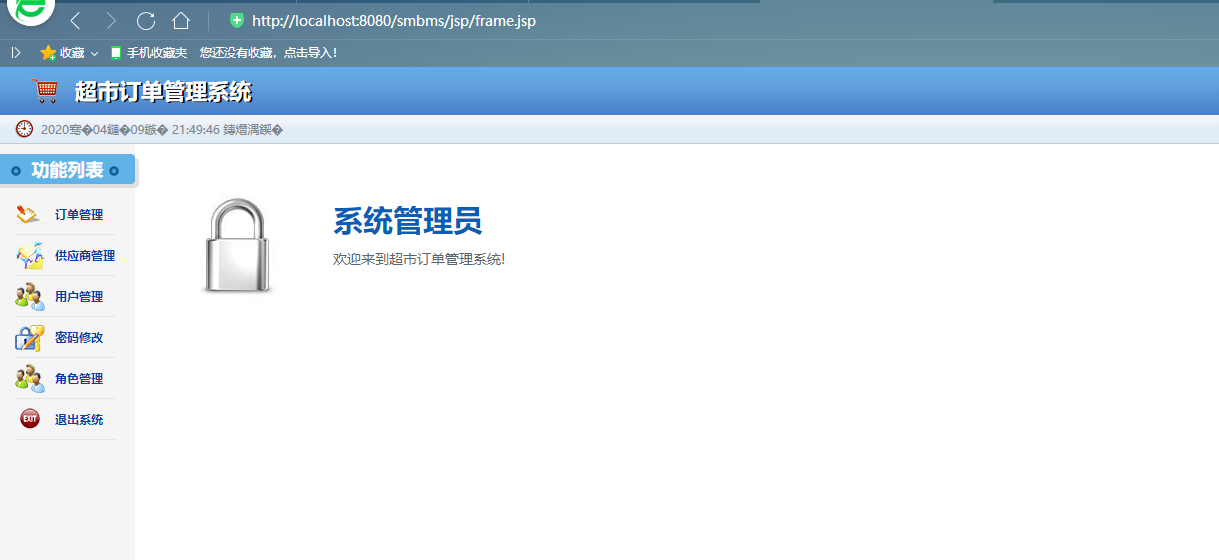 http://localhost:8080/smbms/jsp/frame.jsp
收藏 手机收藏夹 您还没有收藏，点击导入！
超市订单管理系统
2020骞�04鏈�09鏃� 21:49:46 鏄熸湡鍥�
功能列表
订单管理
供应商管理
用户管理
密码修改
角色管理
EXIT 退出系统
系统管理员
欢迎来到超市订单管理系统!